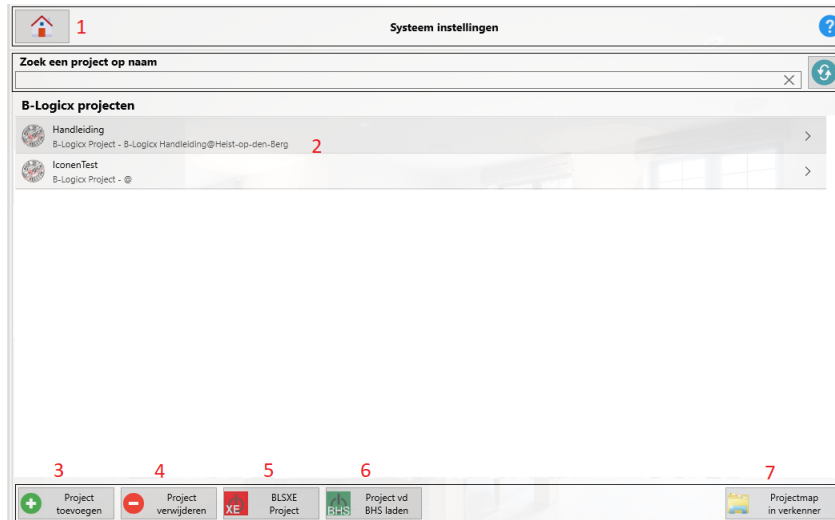 1
Systeem instellingen
?
Zoek een project op naam
B-Logicx projecten
Handleiding
B-Logicx Project - B-Logicx Handleiding@Heist-op-den-Berg
2
IconenTest
B-Logicx Project - @
3
4
5
6
7
Project
toevoegen
Project
verwijderen
XE
BLSXE
Project
BHS
Project vd
BHS laden
Projectmap
in verkenner